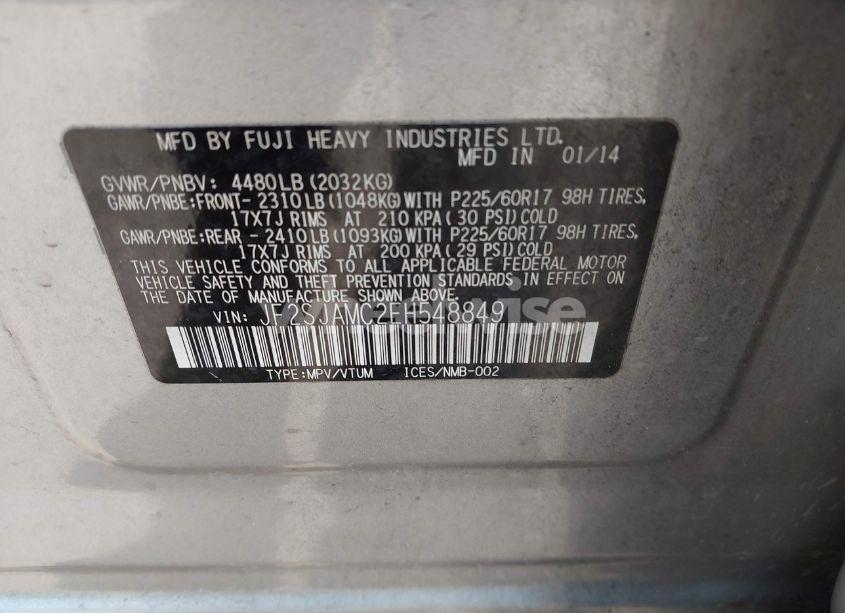 MFD BY FUJI HEAVY INDUSTRIES LTD.
MFD IN 01/14
GVWR/PNBV: 4480LB (2032KG)
GAWR/PNBE:FRONT- 2310LB (1048KG) WITH P225/60R17 98H TIRES,
17X7J RIMS AT 210 KPA (30 PSI) COLD
GAWR/PNBE:REAR - 2410LB (1093KG) WITH P225/60R17 98H TIRES,
17X7J RIMS AT 200 KPA (29 PSI) COLD
THIS VEHICLE CONFORMS TO ALL APPLICABLE FEDERAL MOTOR
VEHICLE SAFETY AND THEFT PREVENTION STANDARDS IN EFFECT ON
THE DATE OF MANUFACTURE SHOWN ABOVE.
VIN: JF2SJAMC2EH548849
TYPE:MPV/VTUM ICES/NMB-002